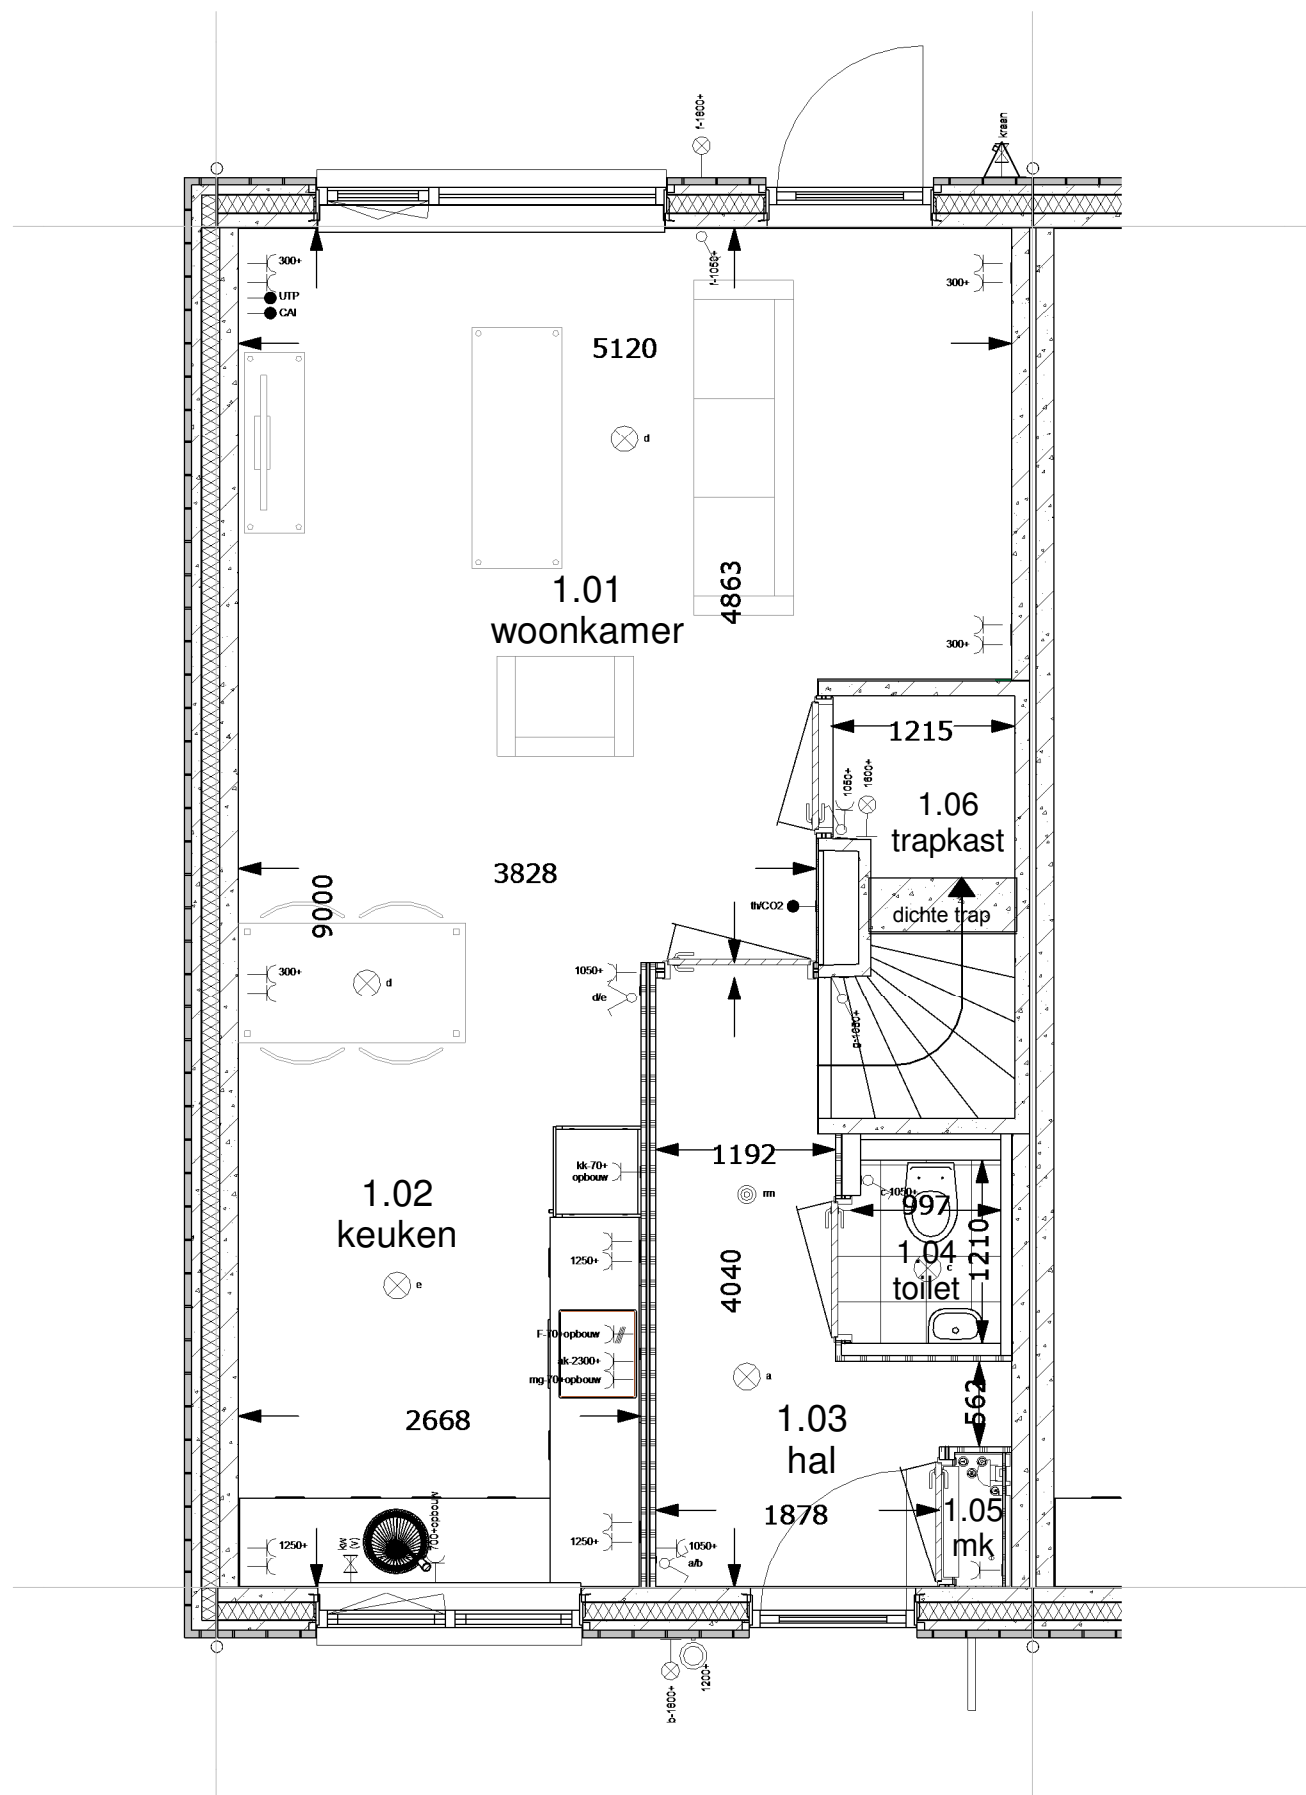 f-1800+
kraan
300+
UTP
CAI
f-1050+
300+
5120
d
4863
1.01
woonkamer
300+
1215
1050+
1600+
1.06
trapkast
3828
9000
th/CO2
dichte trap
300+
d
1050+
d/e
g-1050+
1192
kk-70+
opbouw
rm
c-1050+
997
1.02
keuken
1250+
4040
1210
1.04
toilet
c
e
F-70+opbouw
ak-2300+
mg-70+opbouw
a
562
2668
1.03
hal
1878
1.05
mk
700+opbouw
kw
(v)
1250+
1250+
1050+
a/b
b-1800+
1200+